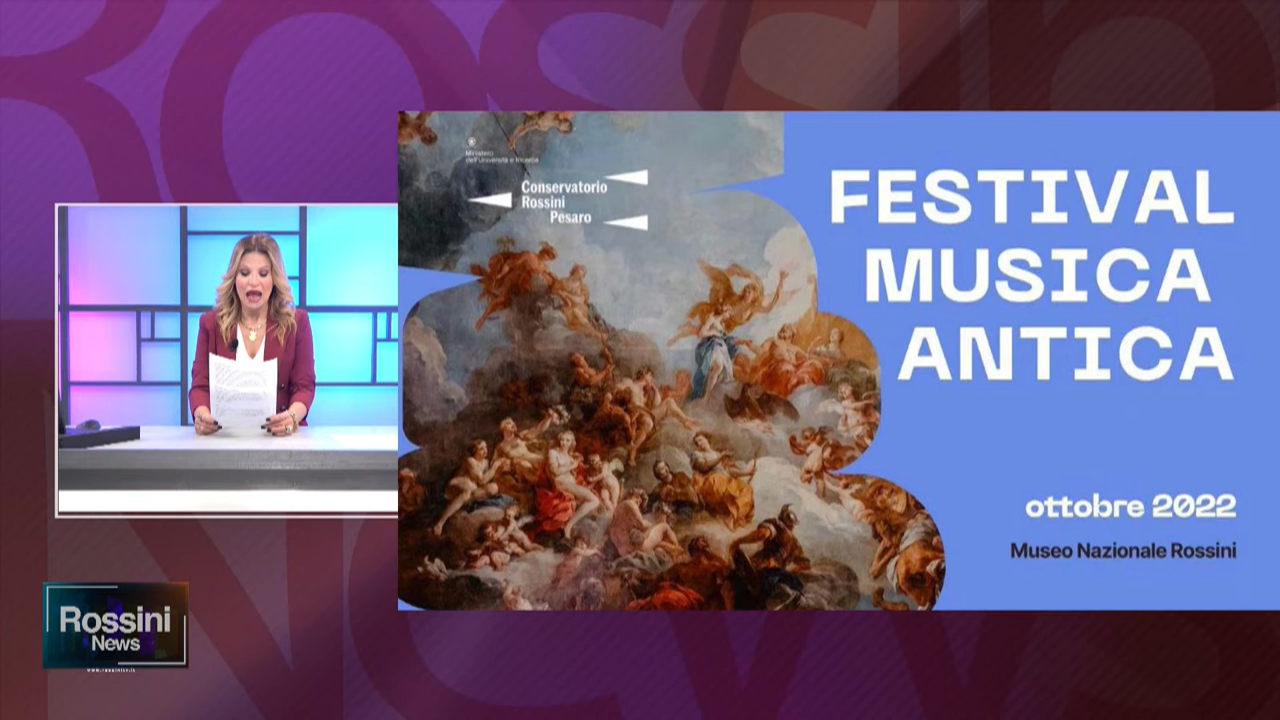 Ministero
dell'università e ricerca
Conservatorio
Rossini
Pesaro
FESTIVAL
MUSICA
ANTICA
ottobre 2022
Museo Nazionale Rossini
Rossini
News